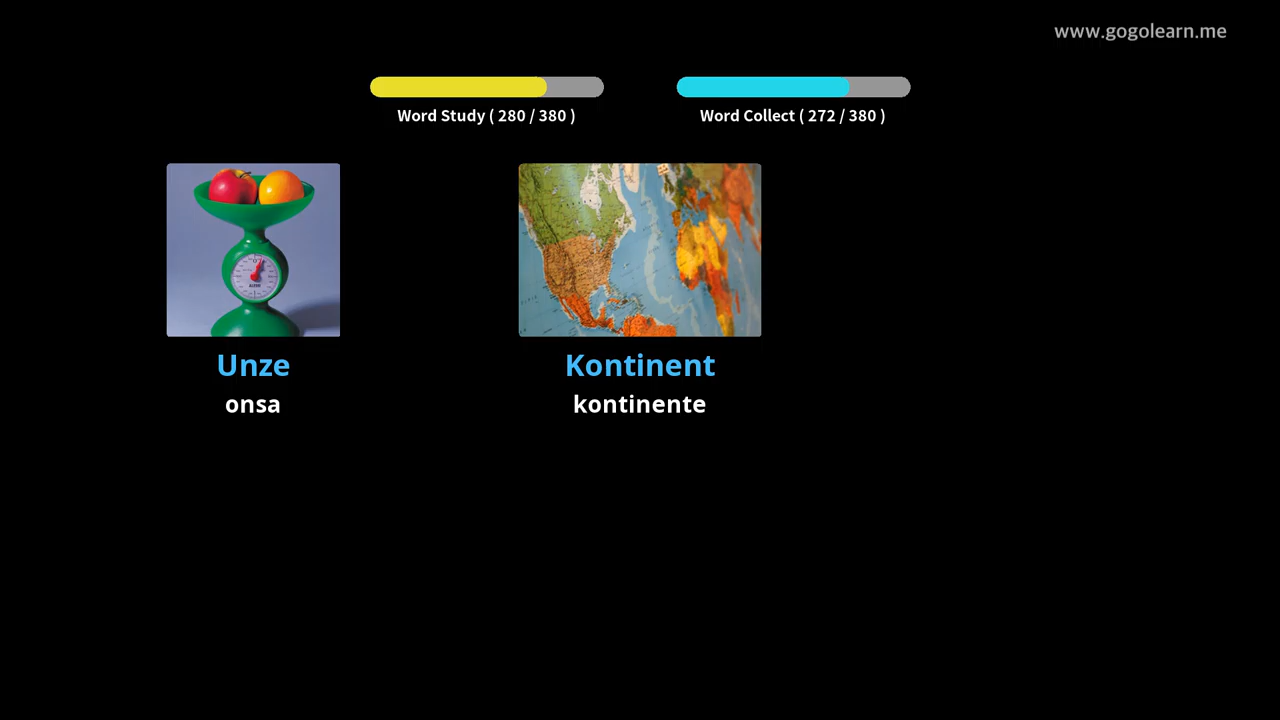 www.gogolearn.me
Word Study ( 280 / 380 )
Word Collect ( 272 / 380 )
Unze
onsa
Kontinent
kontinente